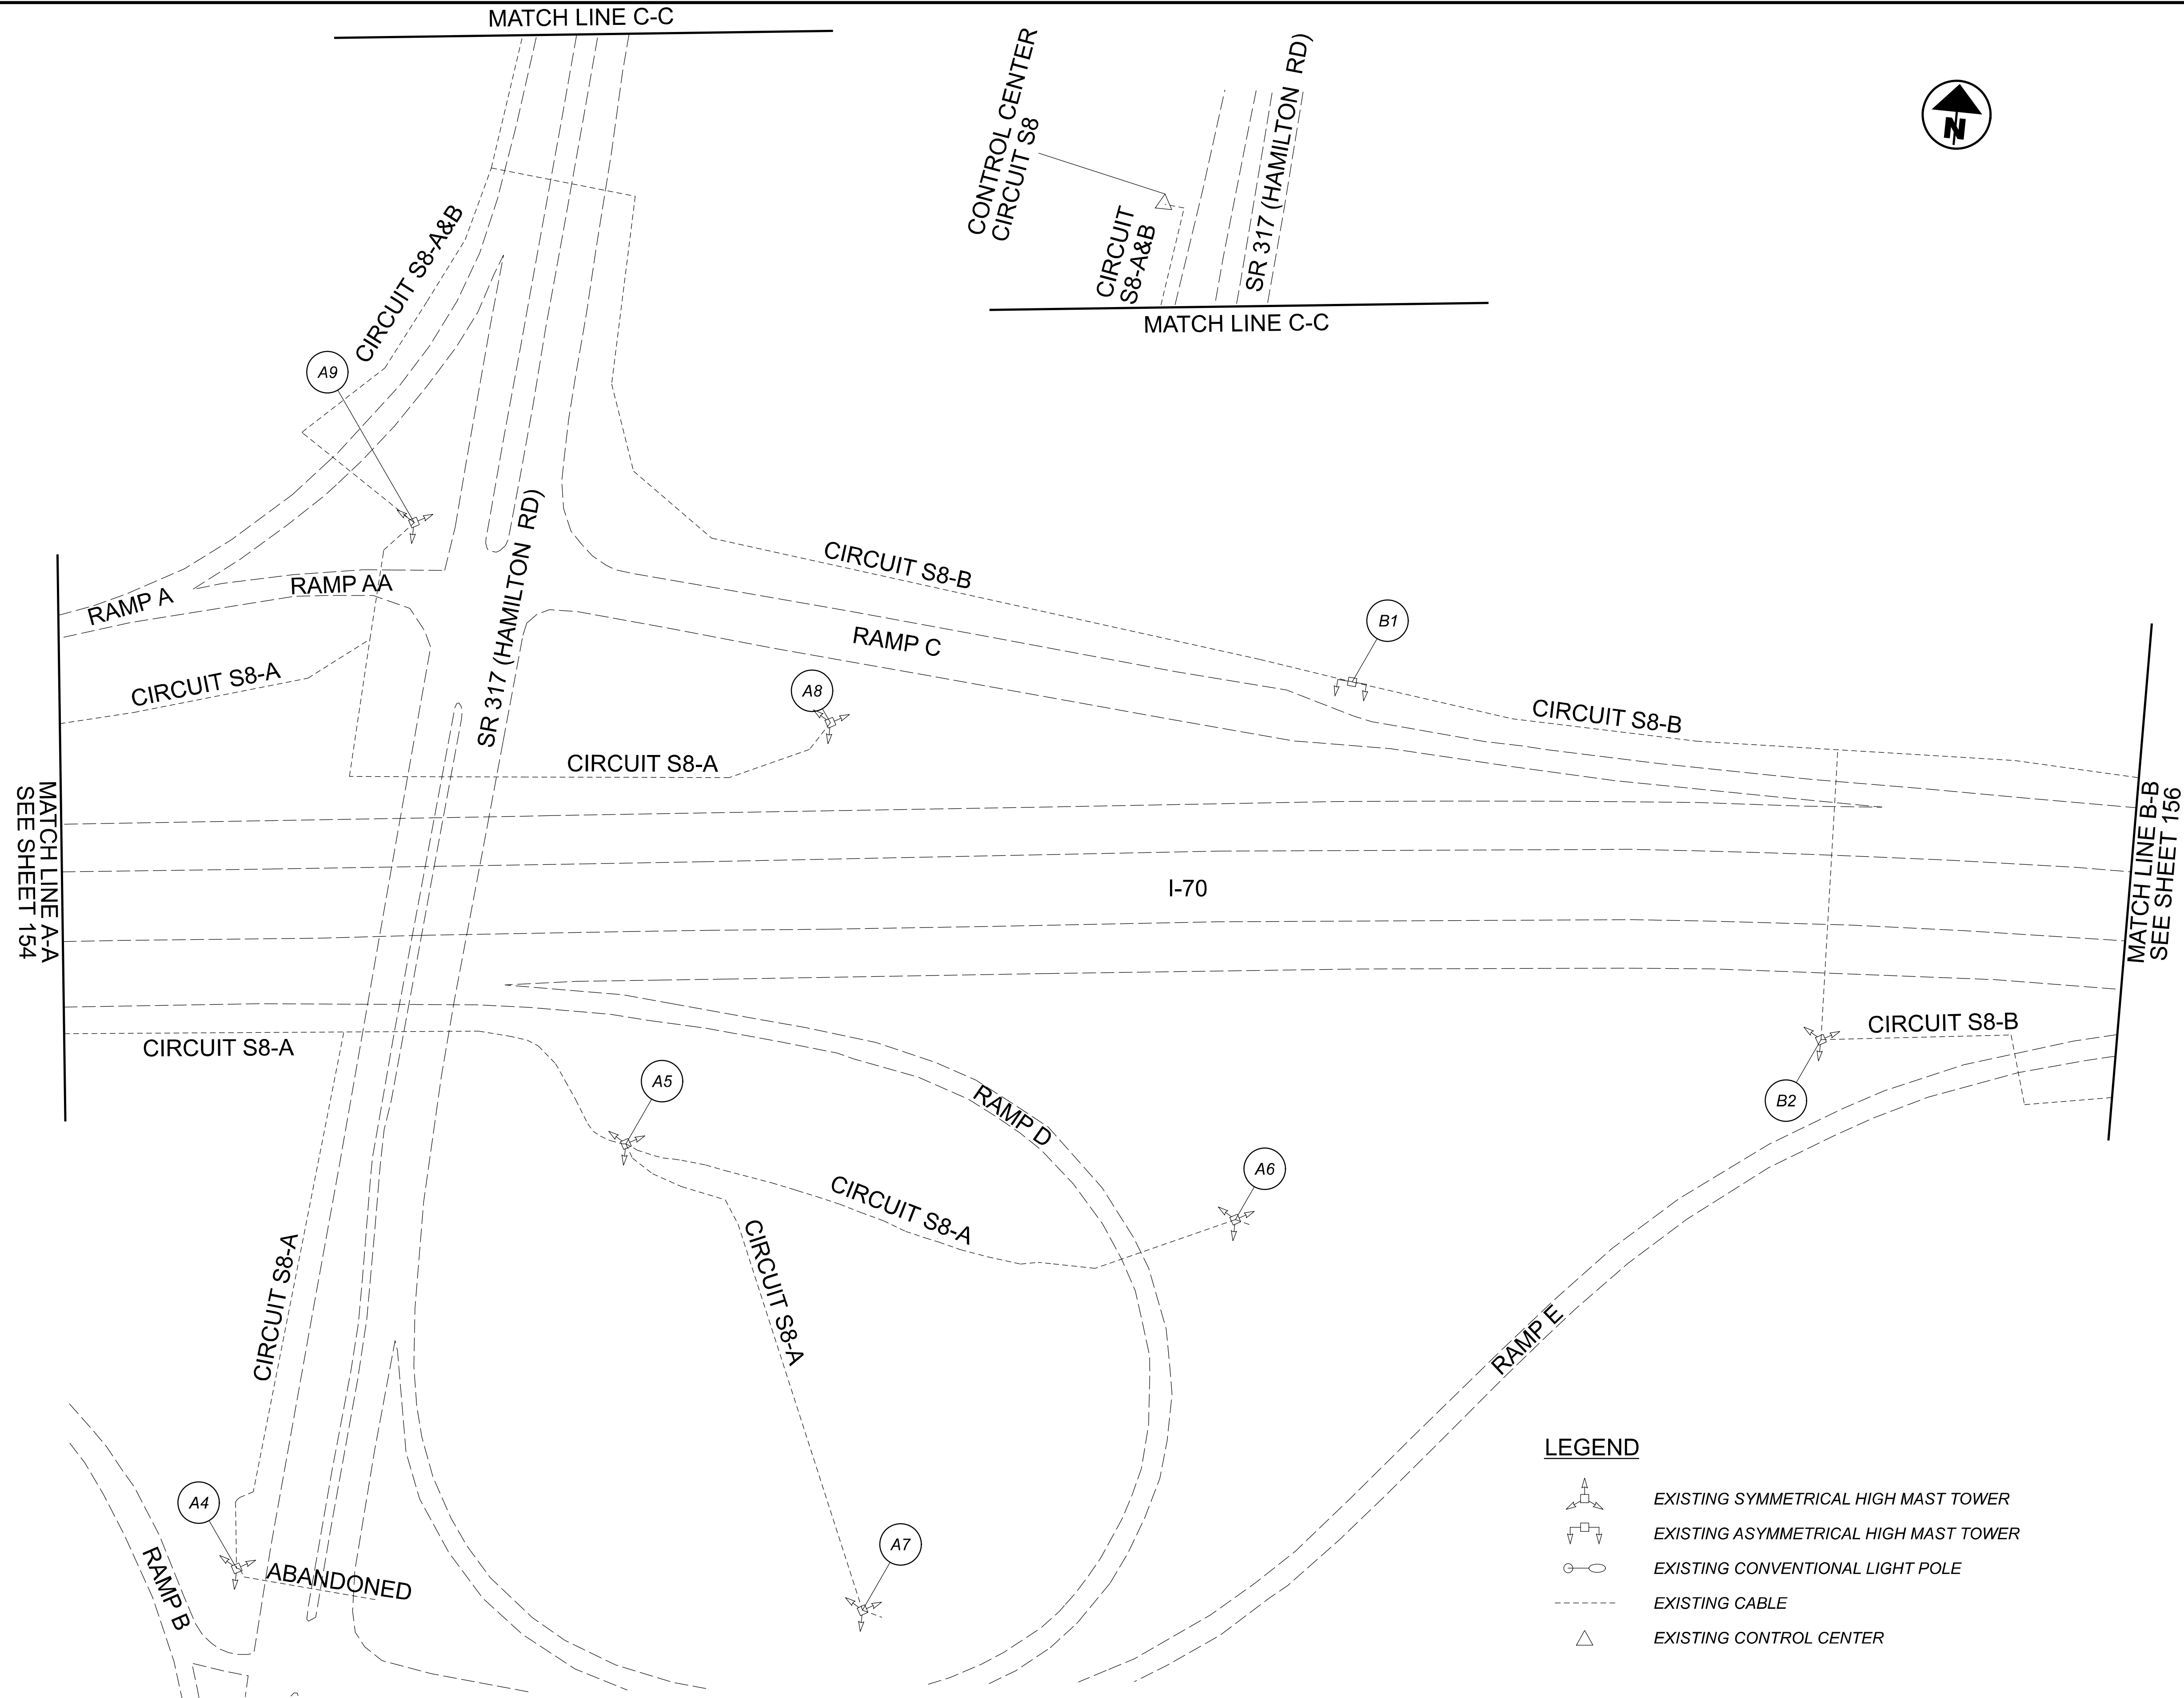 MATCH LINE C-C
CONTROL CENTER
CIRCUIT S8
SR 317 (HAMILTON RD)
N
CIRCUIT
S8-A&B
MATCH LINE C-C
CIRCUIT S8-A&B
A9
SR 317 (HAMILTON RD)
CIRCUIT S8-B
RAMP AA
RAMP A
B1
RAMP C
CIRCUIT S8-A
A8
CIRCUIT S8-B
CIRCUIT S8-A
MATCH LINE A-A
SEE SHEET 154
I-70
MATCH LINE B-B
SEE SHEET 156
CIRCUIT S8-B
CIRCUIT S8-A
A5
B2
RAMP D
A6
CIRCUIT S8-A
CIRCUIT S8-A
CIRCUIT S8-A
RAMP E
A4
RAMP B
ABANDONED
A7
LEGEND
EXISTING SYMMETRICAL HIGH MAST TOWER
EXISTING ASYMMETRICAL HIGH MAST TOWER
EXISTING CONVENTIONAL LIGHT POLE
EXISTING CABLE
EXISTING CONTROL CENTER